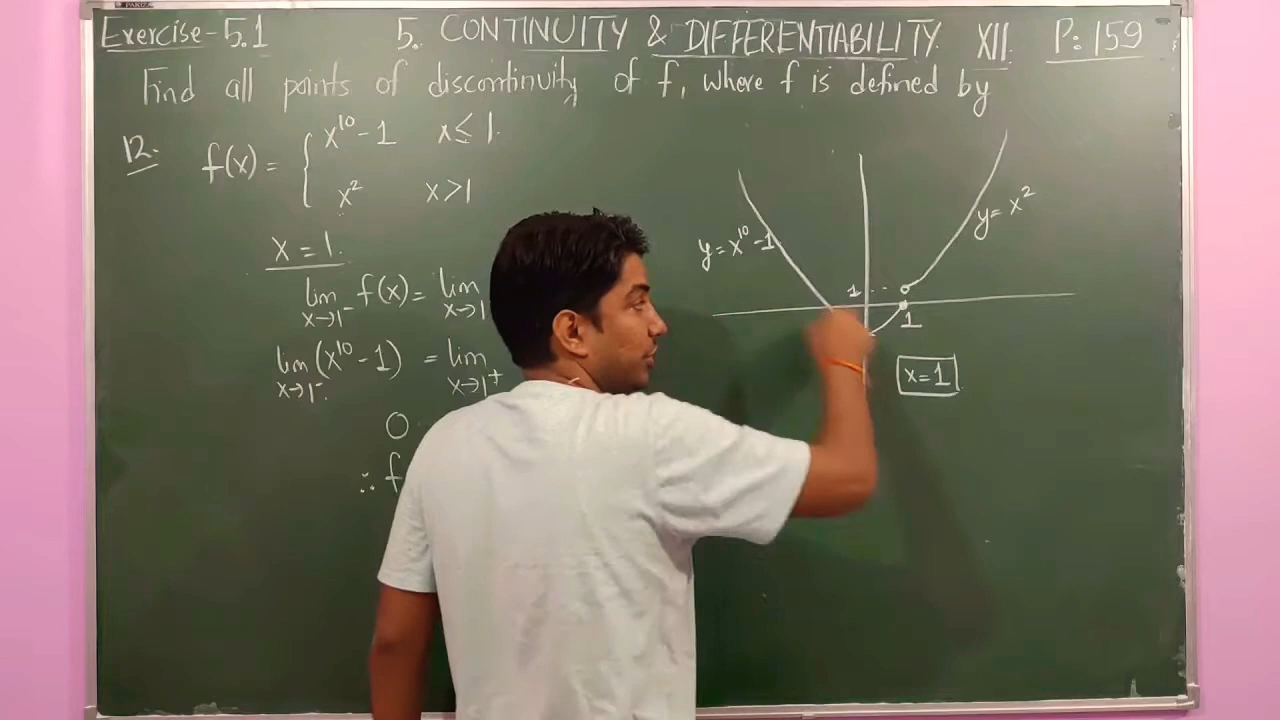 Exercise-5.1 5. CONTINUITY & DIFFERENTIABILITY XII P:159
Find all points of discontinuity of f, where f is defined by
12. f(x) = { x¹⁰ - 1 x ≤ 1.
x² x > 1
x = 1.
lim x→1⁻ f(x) = lim x→1
lim x→1⁻ (x¹⁰ - 1) = lim x→1⁺
0
∴ f
y = x¹⁰ - 1
y = x²
1
1
x = 1